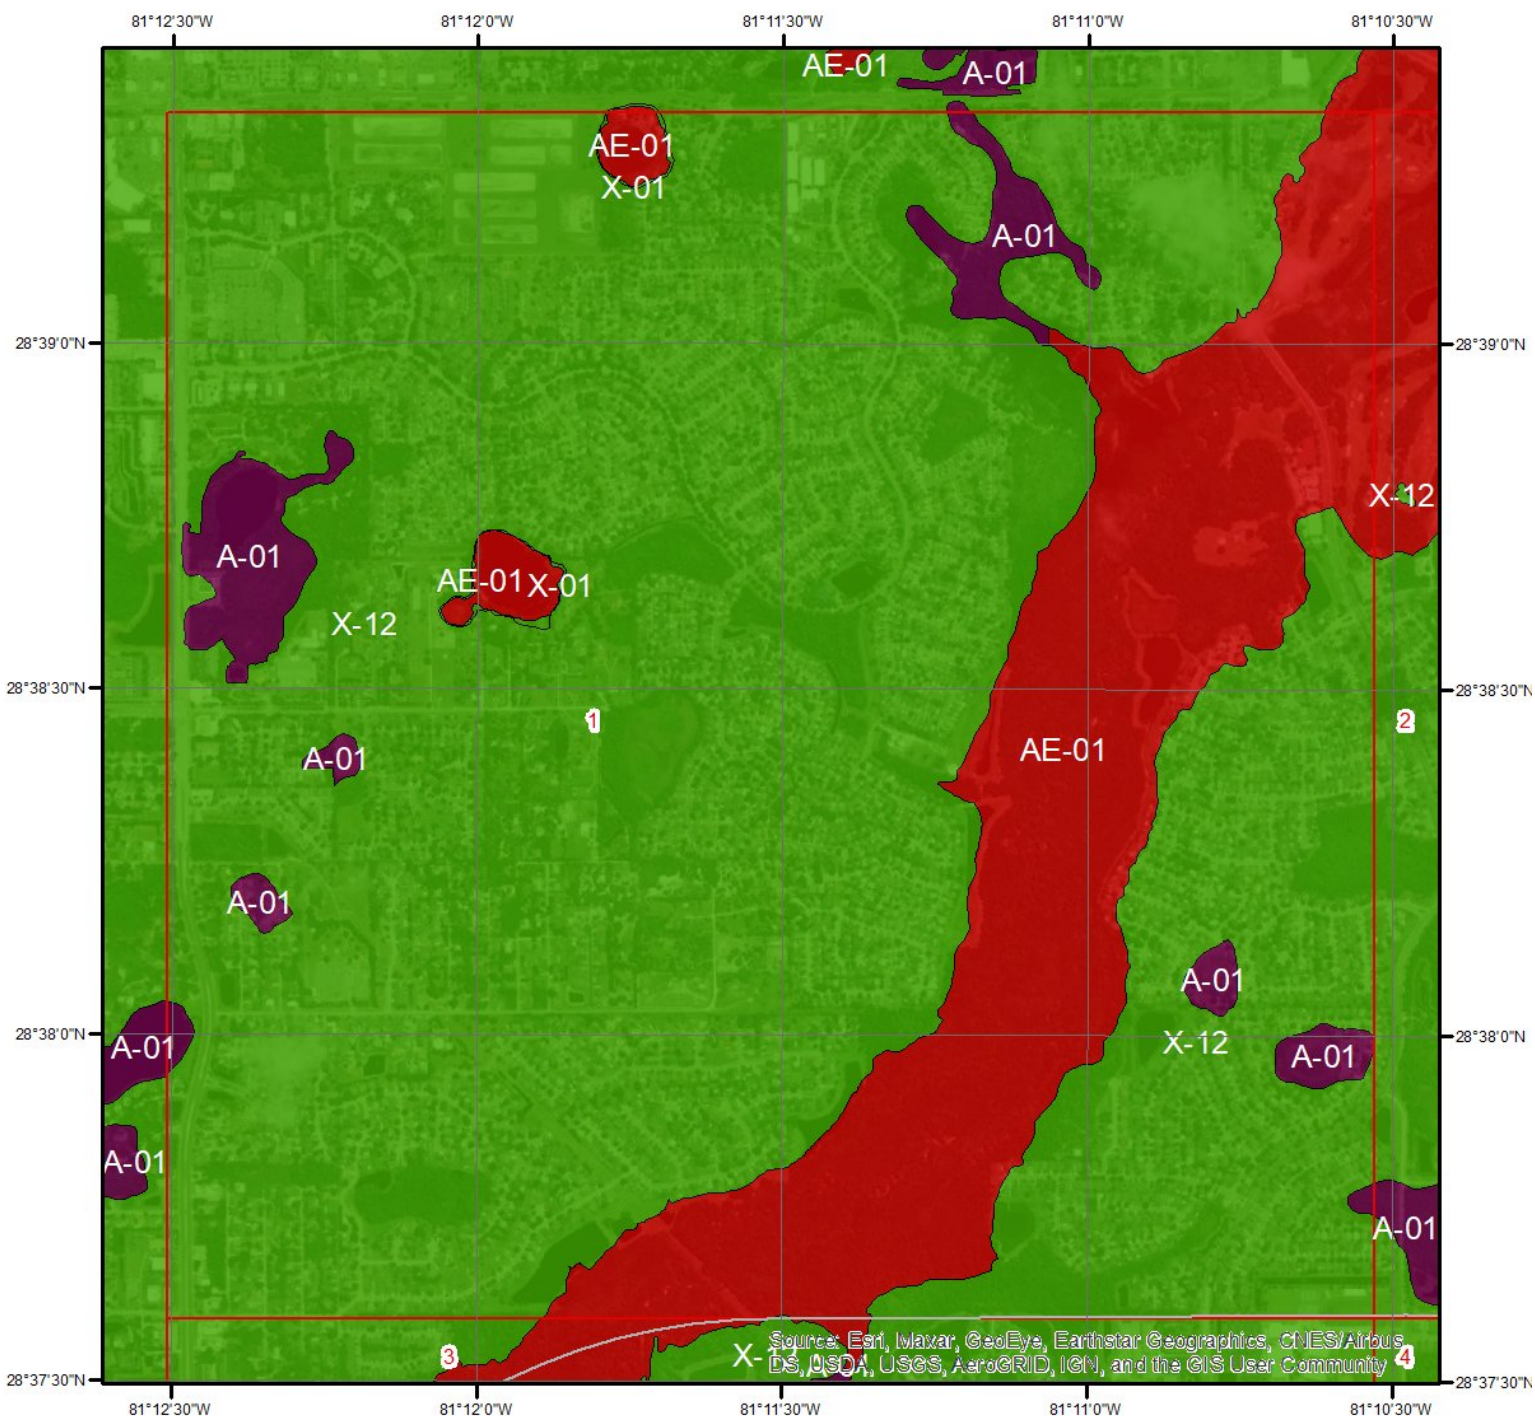 81°12'30"W 81°12'0"W 81°11'30"W 81°11'0"W 81°10'30"W
AE-01 A-01
AE-01
X-01
A-01
28°39'0"N 28°39'0"N
X-12
A-01 AE-01 X-01
X-12
28°38'30"N 28°38'30"N
1 2
A-01 AE-01
A-01
A-01
28°38'0"N 28°38'0"N
A-01 X-12 A-01
A-01
A-01
Source: Esri, Maxar, GeoEye, Earthstar Geographics, CNES/Airbus
3 DS, USDA, USGS, AeroGRID, IGN, and the GIS User Community 4
28°37'30"N 28°37'30"N
81°12'30"W 81°12'0"W 81°11'30"W 81°11'0"W 81°10'30"W